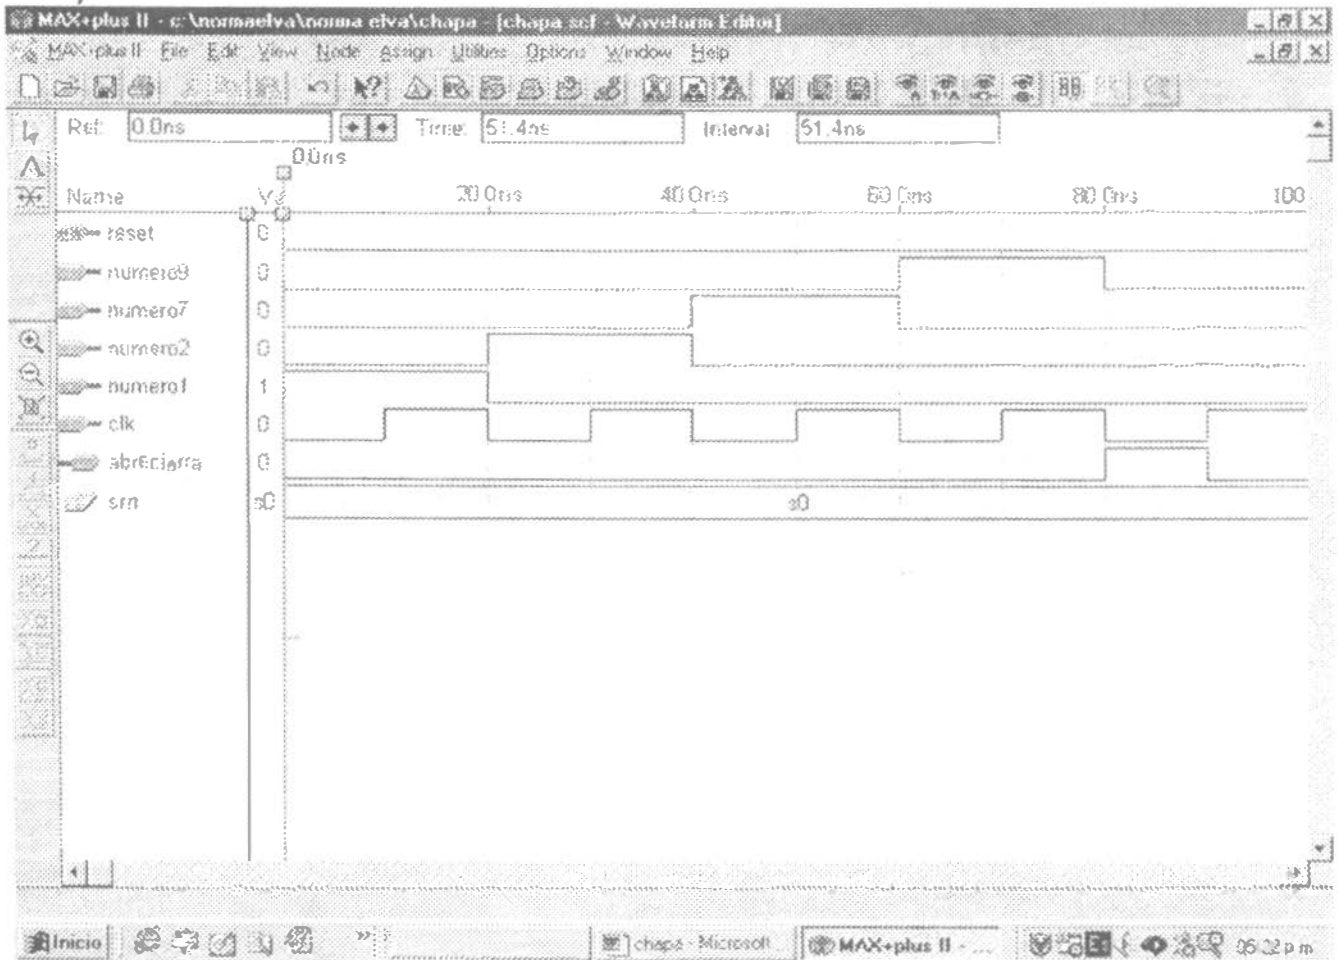 MAX+plus II - c:\normaelva\norma elva\chapa - [chapa.scf - Waveform Editor]
MAX+plus II File Edit View Node Assign Utilities Options Window Help
Ref: 0.0ns Time: 51.4ns Interval: 51.4ns
0.0ns
Name 20.0ns 40.0ns 60.0ns 80.0ns 100
reset 0
numero9 0
numero7 0
numero2 0
numero1 1
clk 0
abrEcierra 0
sm s0 s0
Inicio chapa - Microsoft MAX+plus II - ... 05:02 p.m.